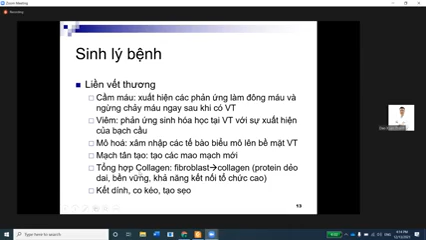 Zoom Meeting
Recording
Sinh lý bệnh
Liền vết thương
Cầm máu: xuất hiện các phản ứng làm đông máu và
ngừng chảy máu ngay sau khi có VT
Viêm: phản ứng sinh hóa học tại VT với sự xuất hiện
của bạch cầu
Mô hoá: xâm nhập các tế bào biểu mô lên bề mặt VT
Mạch tân tạo: tạo các mao mạch mới
Tổng hợp Collagen: fibroblast→collagen (protein dẻo
dai, bền vững, khả năng kết nối tổ chức cao)
Kết dính, co kéo, tạo sẹo
13
Type here to search